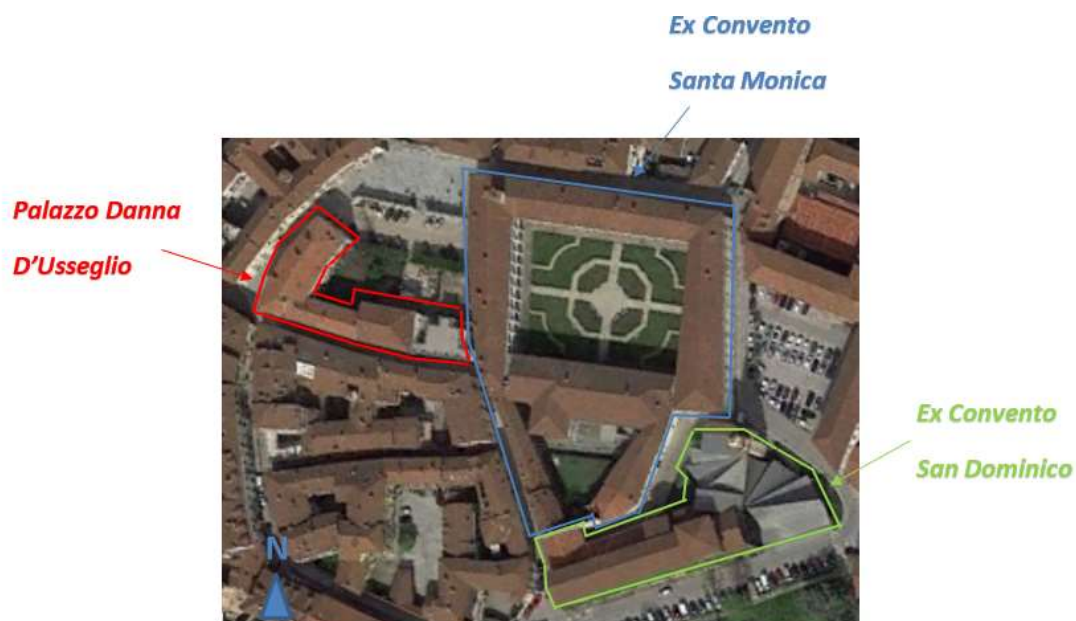 Ex Convento
Santa Monica
Palazzo Danna
D'Usseglio
Ex Convento
San Dominico
N